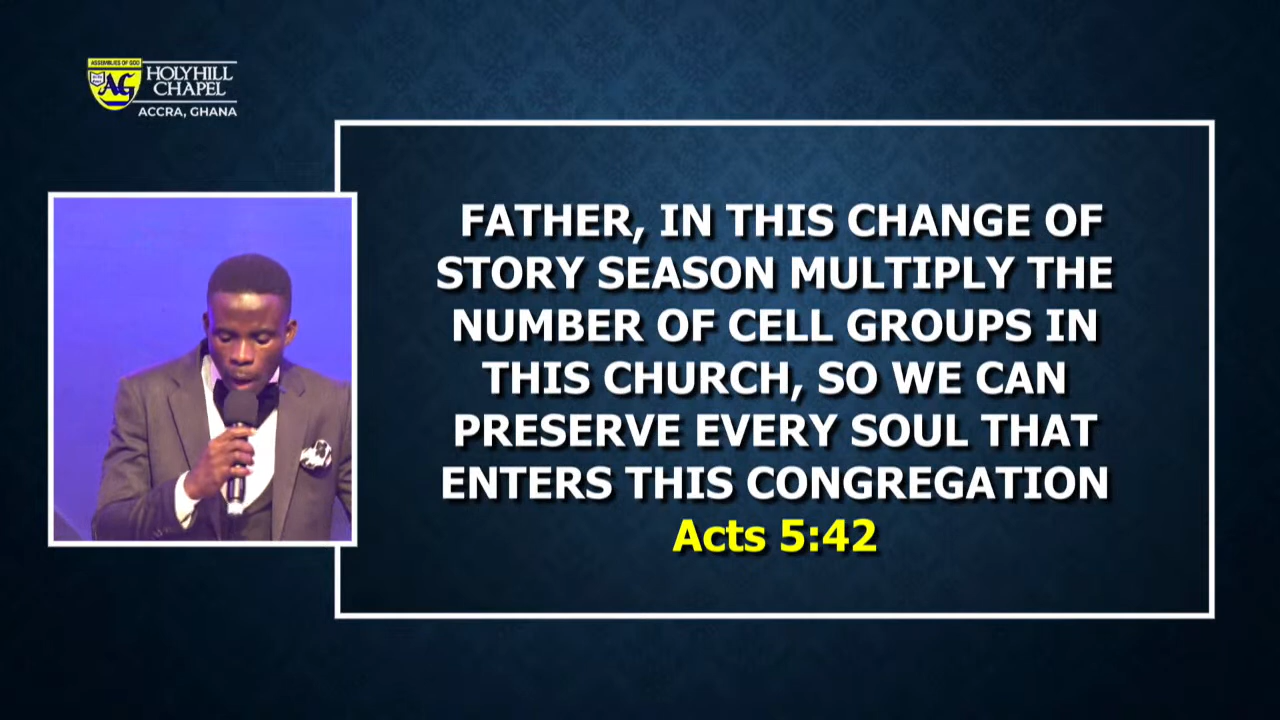 ASSEMBLIES OF GOD
AG
HOLYHILL
CHAPEL
ACCRA, GHANA
FATHER, IN THIS CHANGE OF
STORY SEASON MULTIPLY THE
NUMBER OF CELL GROUPS IN
THIS CHURCH, SO WE CAN
PRESERVE EVERY SOUL THAT
ENTERS THIS CONGREGATION
Acts 5:42